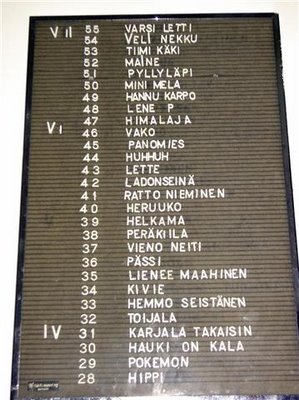 VII 55 VARSI LETTI
54 VELI NEKKU
53 TIIMI KÄKI
52 MAINE
51 PYLLYLÄPI
50 MINI MELA
49 HANNU KARPO
48 LENE P
47 HIMALAJA
VI 46 VAKO
45 PANOMIES
44 HUHHUH
43 LETTE
42 LADONSEINÄ
41 RATTO NIEMINEN
40 HERUUKO
39 HELKAMA
38 PERÄKIILA
37 VIENO NEITI
36 PÄSSI
35 LIENEE MAAHINEN
34 KIVIE
33 HEMMO SEISTÄNEN
32 TOIJALA
IV 31 KARJALA TAKAISIN
30 HAUKI ON KALA
29 POKEMON
28 HIPPI